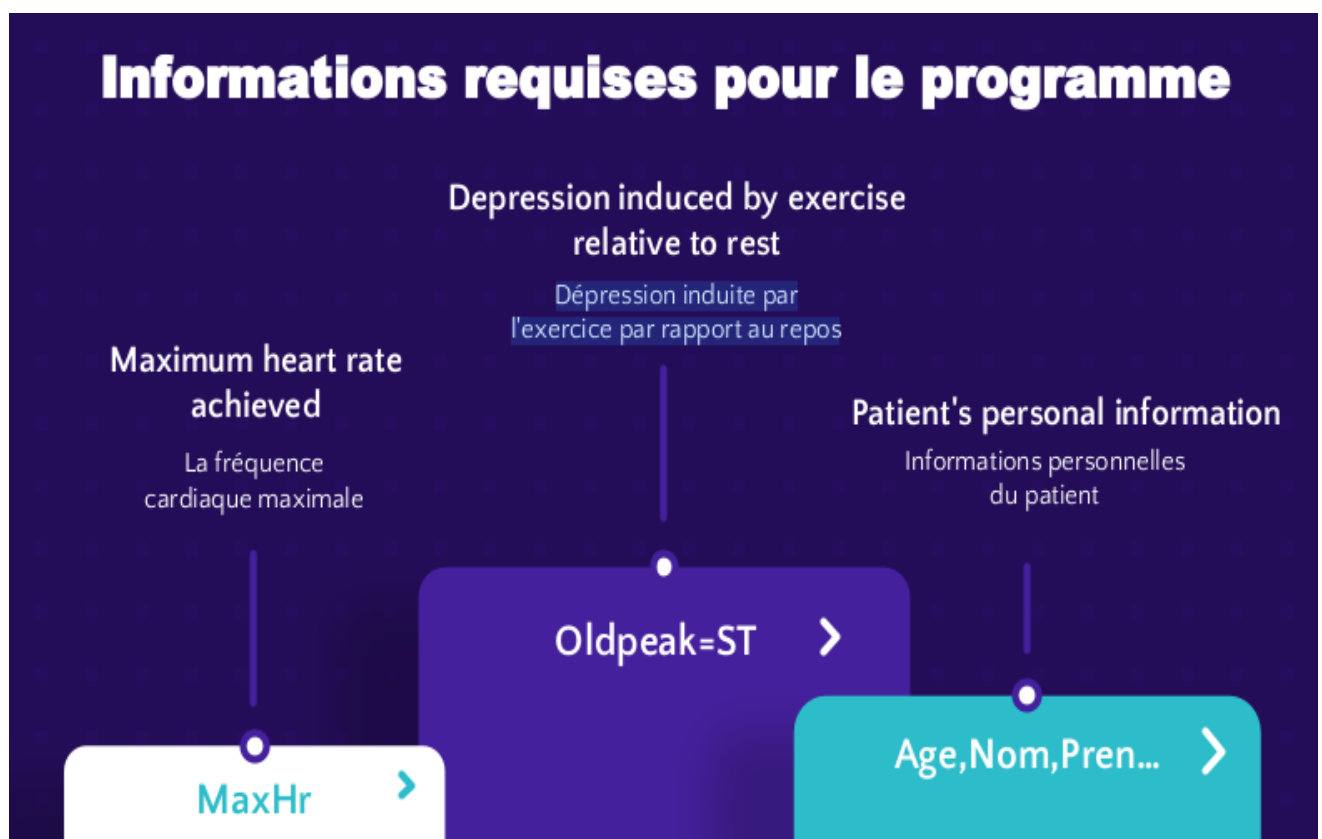 Informations requises pour le programme
Depression induced by exercise
relative to rest
Dépression induite par
l'exercice par rapport au repos
Maximum heart rate
achieved
La fréquence
cardiaque maximale
Patient's personal information
Informations personnelles
du patient
Oldpeak=ST
Age,Nom,Pren...
MaxHr